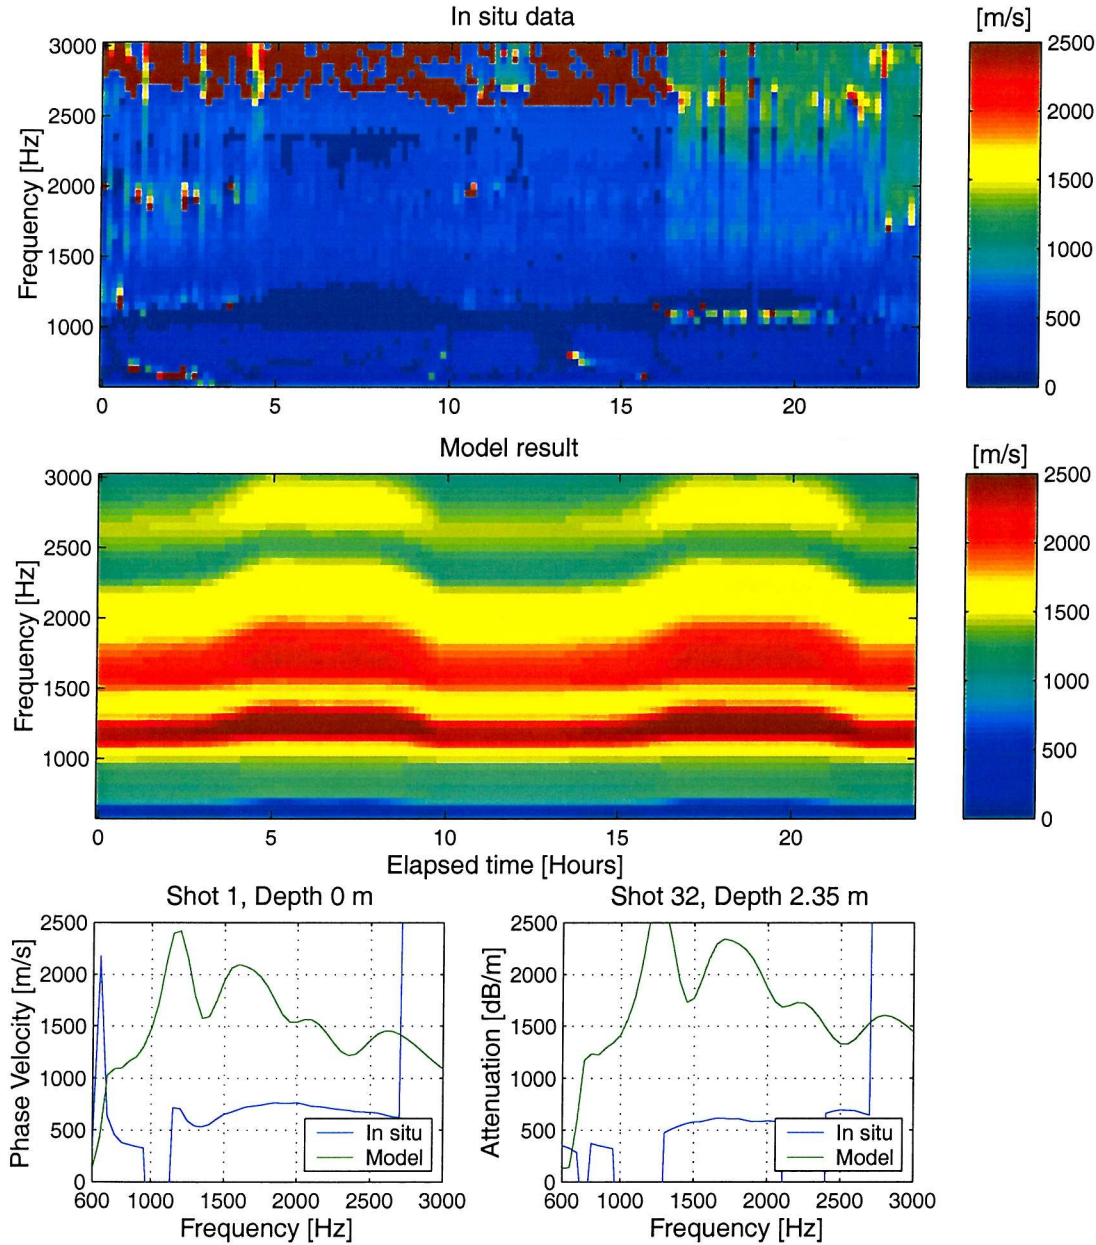 In situ data
[m/s]
3000
2500
2000
1500
1000
Frequency [Hz]
0 5 10 15 20
2500
2000
1500
1000
500
0
Model result
[m/s]
3000
2500
2000
1500
1000
Frequency [Hz]
0 5 10 15 20
Elapsed time [Hours]
2500
2000
1500
1000
500
0
Shot 1, Depth 0 m
2500
2000
1500
1000
500
0
Phase Velocity [m/s]
In situ
Model
600 1000 1500 2000 2500 3000
Frequency [Hz]
Shot 32, Depth 2.35 m
2500
2000
1500
1000
500
0
Attenuation [dB/m]
In situ
Model
600 1000 1500 2000 2500 3000
Frequency [Hz]